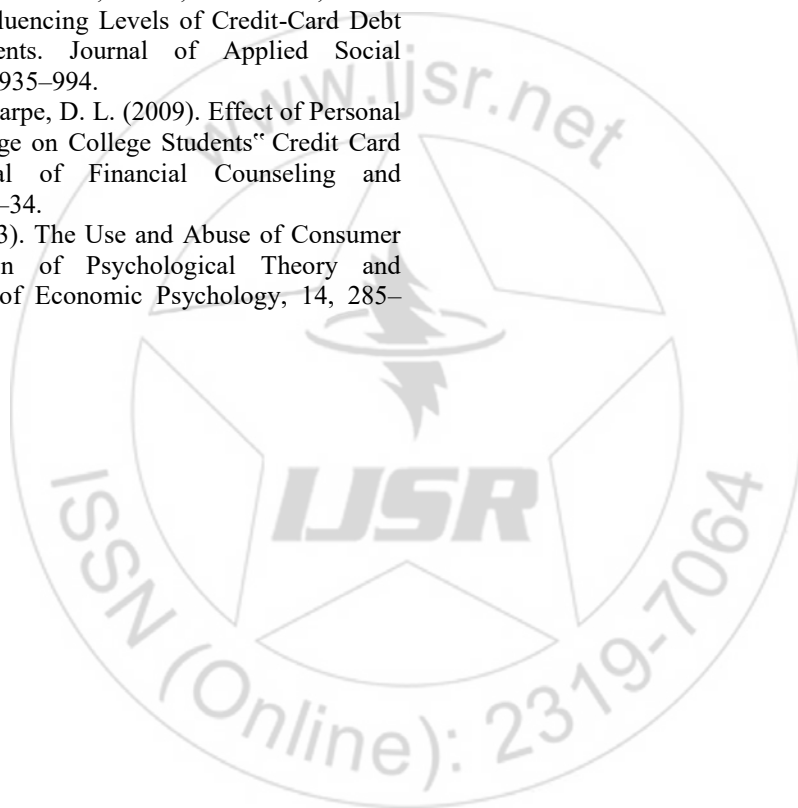 luencing Levels of Credit-Card Debt
ents. Journal of Applied Social
935–994.
arpe, D. L. (2009). Effect of Personal
ge on College Students‟ Credit Card
al of Financial Counseling and
–34.
3). The Use and Abuse of Consumer
n of Psychological Theory and
of Economic Psychology, 14, 285–
www.ijsr.net
IJSR
ISSN (Online): 2319-7064